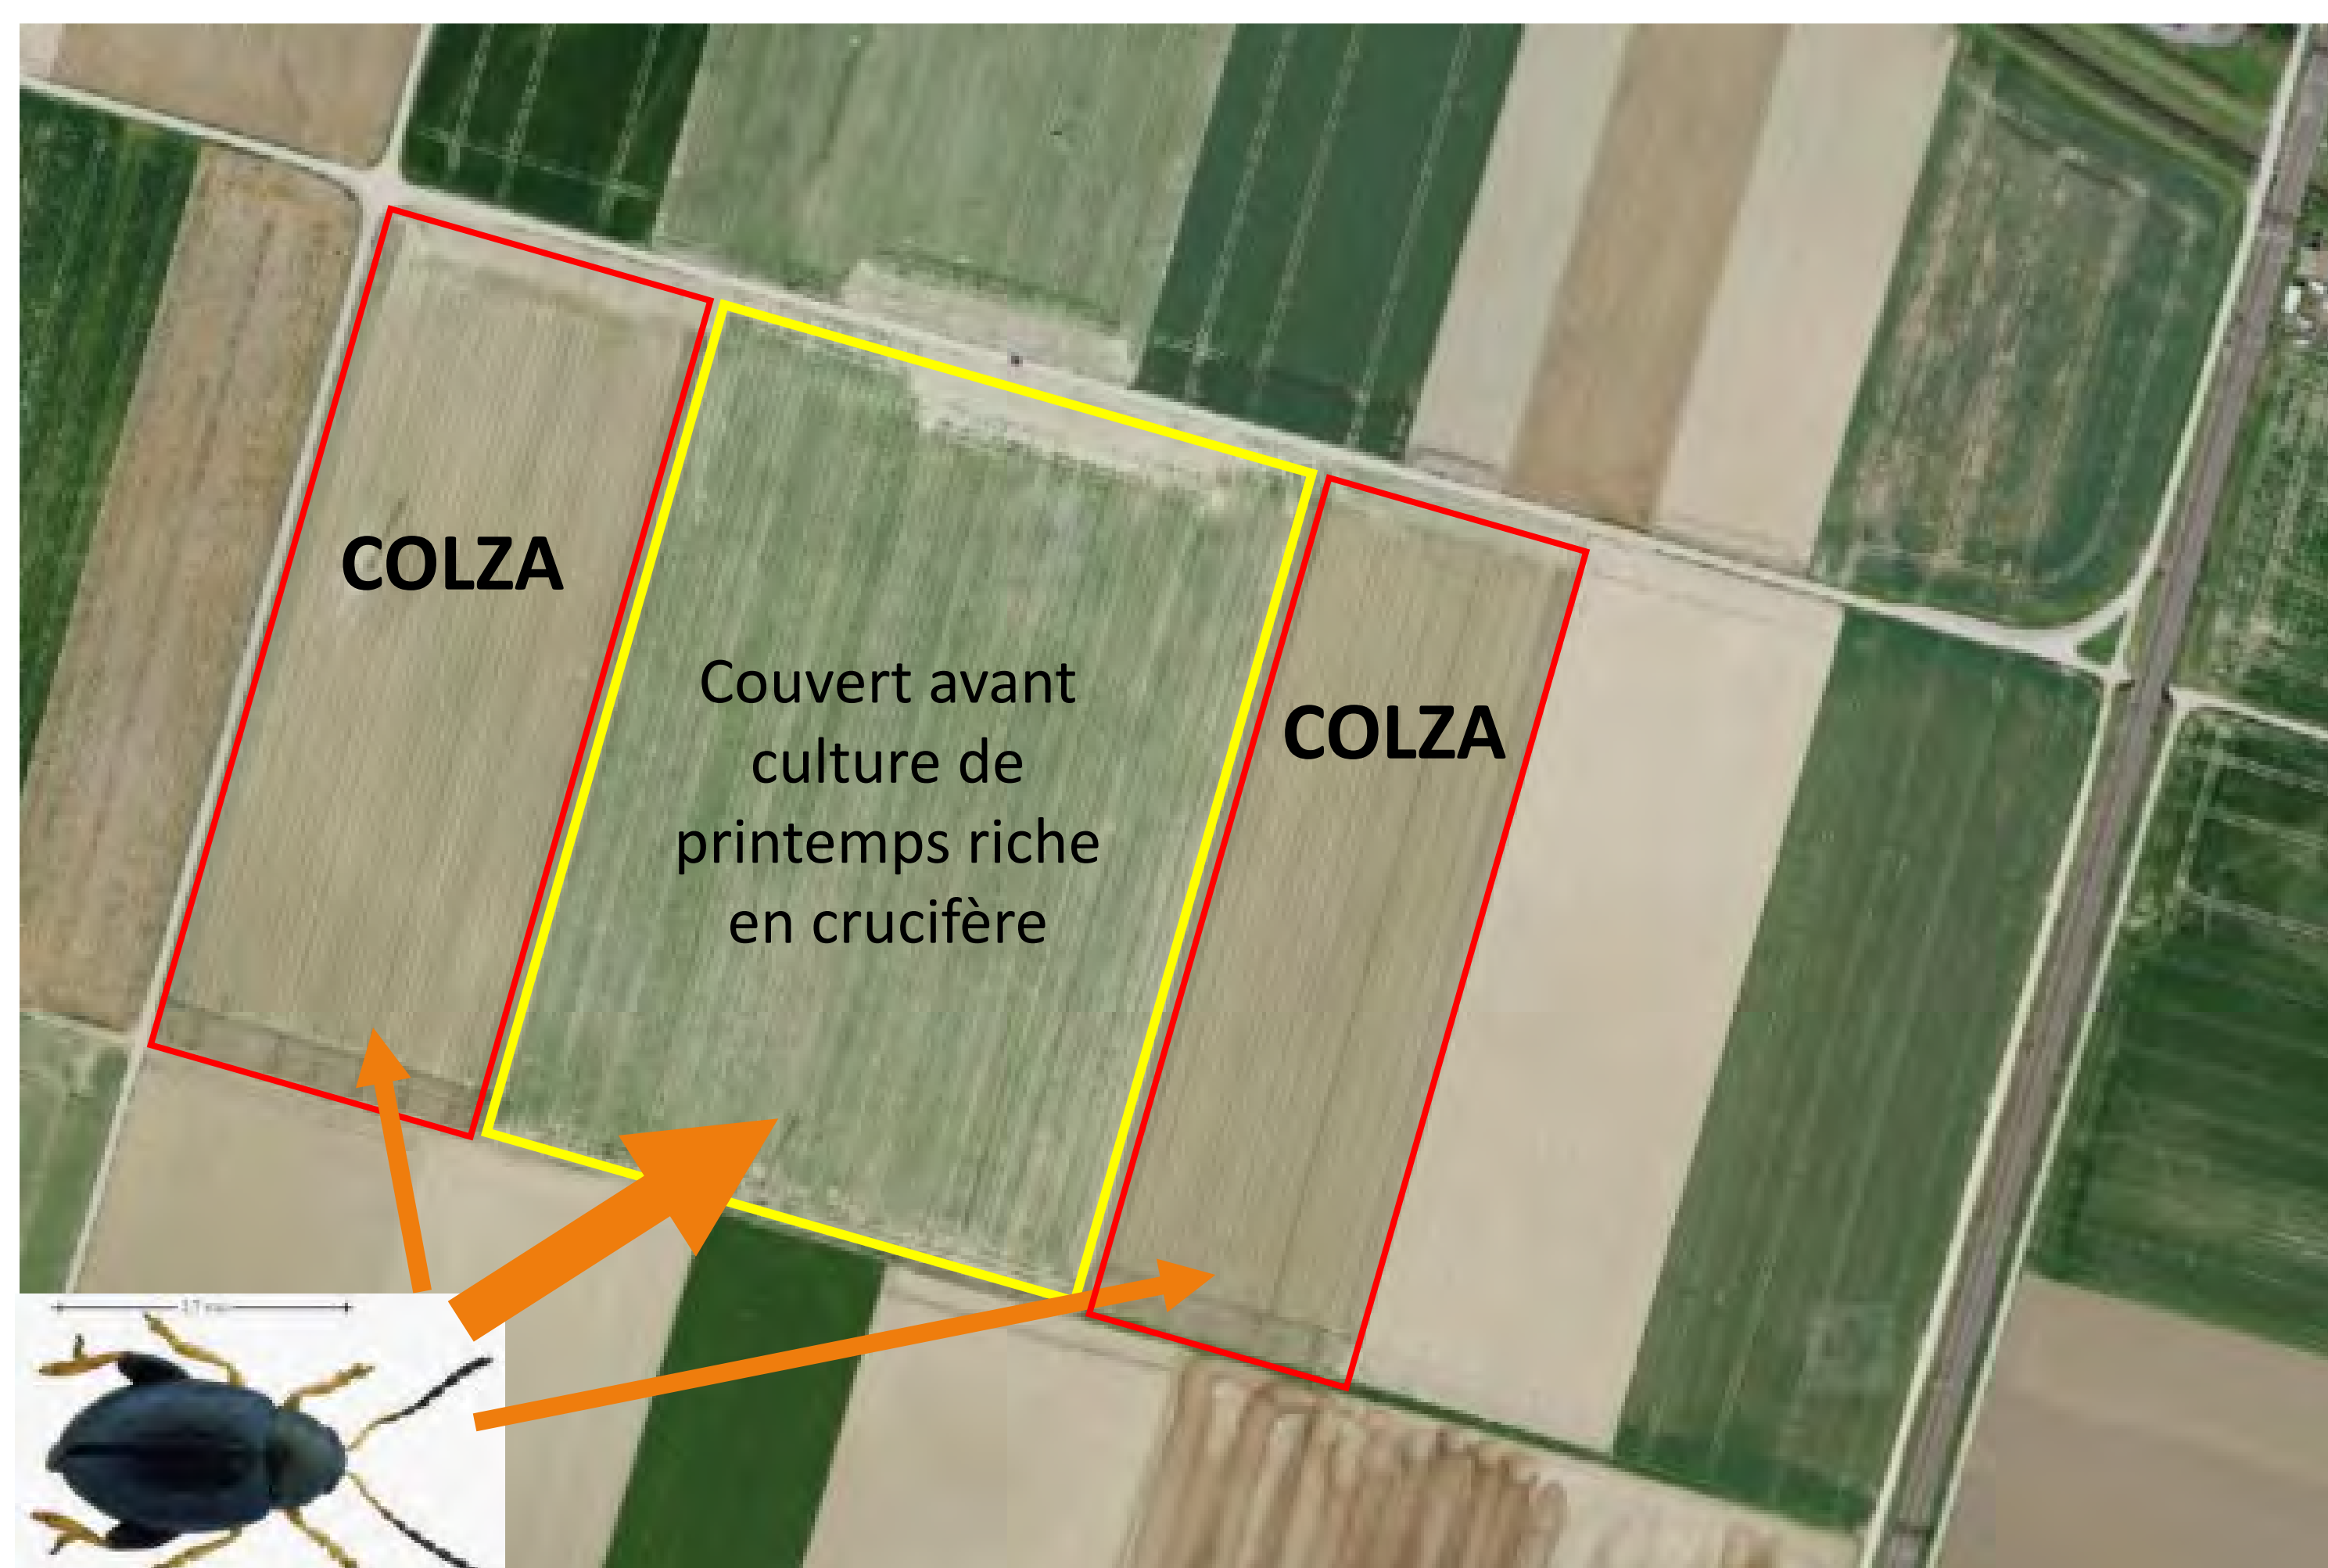 COLZA
Couvert avant
culture de
printemps riche
en crucifère
COLZA